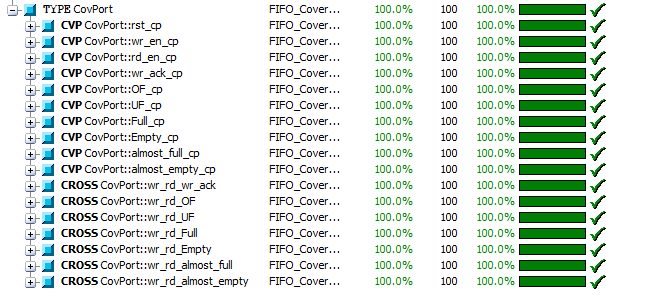 TYPE CovPort FIFO_Cover... 100.0% 100 100.0%
CVP CovPort::rst_cp FIFO_Cover... 100.0% 100 100.0%
CVP CovPort::wr_en_cp FIFO_Cover... 100.0% 100 100.0%
CVP CovPort::rd_en_cp FIFO_Cover... 100.0% 100 100.0%
CVP CovPort::wr_ack_cp FIFO_Cover... 100.0% 100 100.0%
CVP CovPort::OF_cp FIFO_Cover... 100.0% 100 100.0%
CVP CovPort::UF_cp FIFO_Cover... 100.0% 100 100.0%
CVP CovPort::Full_cp FIFO_Cover... 100.0% 100 100.0%
CVP CovPort::Empty_cp FIFO_Cover... 100.0% 100 100.0%
CVP CovPort::almost_full_cp FIFO_Cover... 100.0% 100 100.0%
CVP CovPort::almost_empty_cp FIFO_Cover... 100.0% 100 100.0%
CROSS CovPort::wr_rd_wr_ack FIFO_Cover... 100.0% 100 100.0%
CROSS CovPort::wr_rd_OF FIFO_Cover... 100.0% 100 100.0%
CROSS CovPort::wr_rd_UF FIFO_Cover... 100.0% 100 100.0%
CROSS CovPort::wr_rd_Full FIFO_Cover... 100.0% 100 100.0%
CROSS CovPort::wr_rd_Empty FIFO_Cover... 100.0% 100 100.0%
CROSS CovPort::wr_rd_almost_full FIFO_Cover... 100.0% 100 100.0%
CROSS CovPort::wr_rd_almost_empty FIFO_Cover... 100.0% 100 100.0%